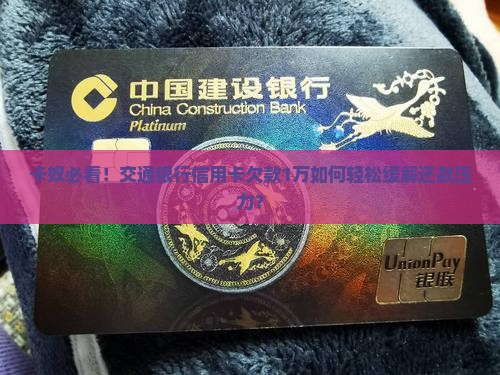 中国建设银行
China Construction Bank
Platinum
卡奴必看！交通银行信用卡欠款1万如何轻松缓解还款压
力？
UnionPay
银联